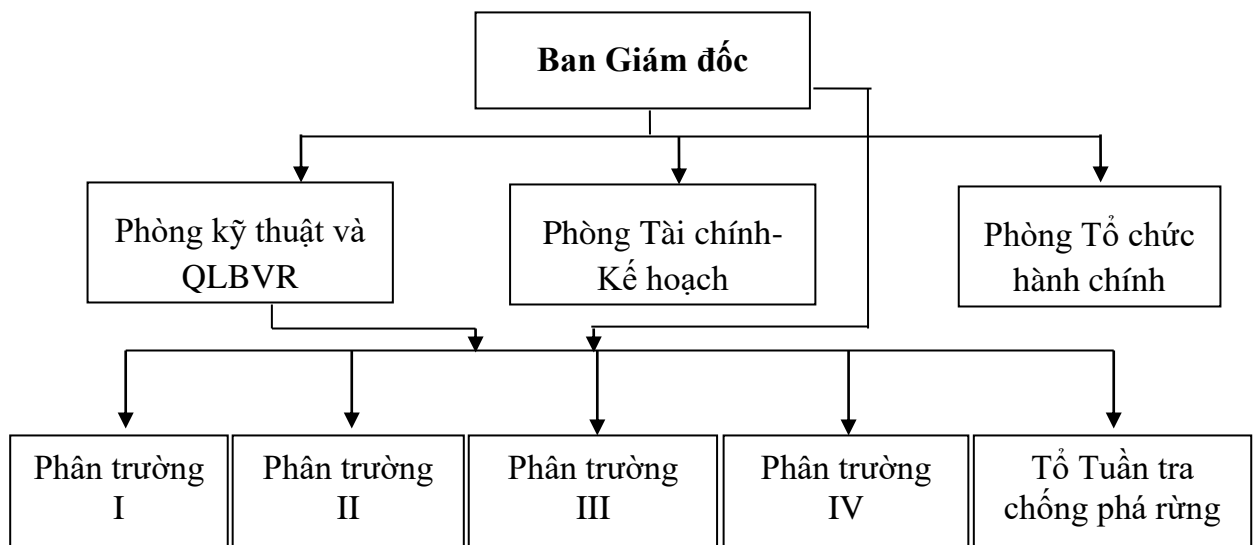 Ban Giám đốc
Phòng kỹ thuật và
QLBVR
Phòng Tài chính-
Kế hoạch
Phòng Tổ chức
hành chính
Phân trường
I
Phân trường
II
Phân trường
III
Phân trường
IV
Tổ Tuần tra
chống phá rừng